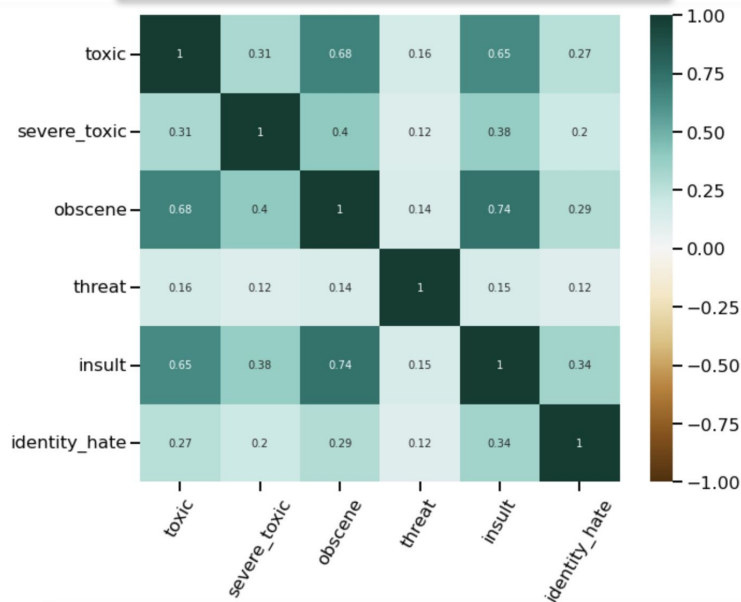 toxic 1 0.31 0.68 0.16 0.65 0.27
severe_toxic 0.31 1 0.4 0.12 0.38 0.2
obscene 0.68 0.4 1 0.14 0.74 0.29
threat 0.16 0.12 0.14 1 0.15 0.12
insult 0.65 0.38 0.74 0.15 1 0.34
identity_hate 0.27 0.2 0.29 0.12 0.34 1
toxic severe_toxic obscene threat insult identity_hate
1.00
0.75
0.50
0.25
0.00
−0.25
−0.50
−0.75
−1.00